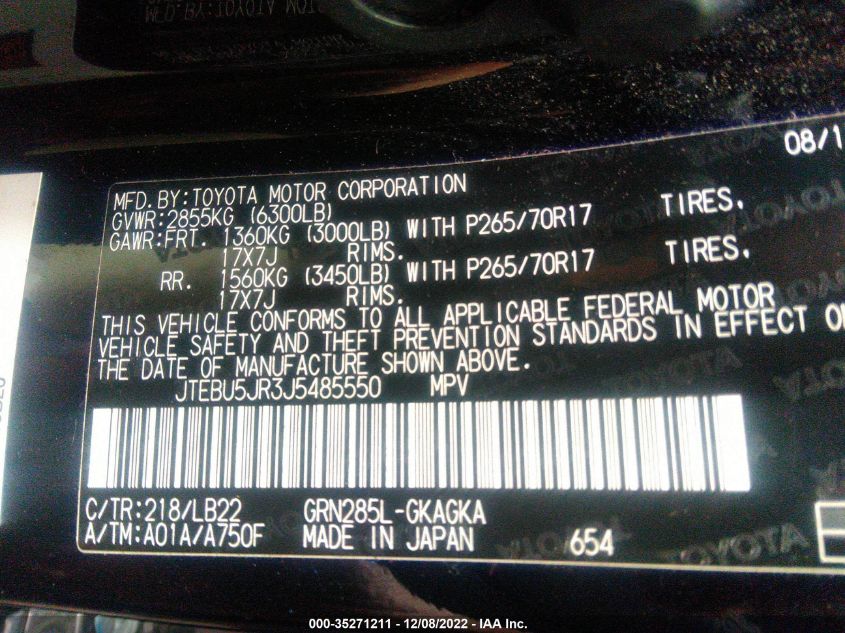 08/1
MFD.BY:TOYOTA MOTOR CORPORATION
GVWR:2855KG (6300LB)
GAWR:FRT. 1360KG (3000LB) WITH P265/70R17 TIRES,
17X7J RIMS.
RR. 1560KG (3450LB) WITH P265/70R17 TIRES,
17X7J RIMS.
THIS VEHICLE CONFORMS TO ALL APPLICABLE FEDERAL MOTOR
VEHICLE SAFETY AND THEFT PREVENTION STANDARDS IN EFFECT
THE DATE OF MANUFACTURE SHOWN ABOVE.
JTEBU5JR3J5485550 MPV
C/TR:218/LB22 GRN285L-GKAGKA
A/TM:A01A/A750F MADE IN JAPAN 654
TOYOTA
000-35271211 - 12/08/2022 - IAA Inc.